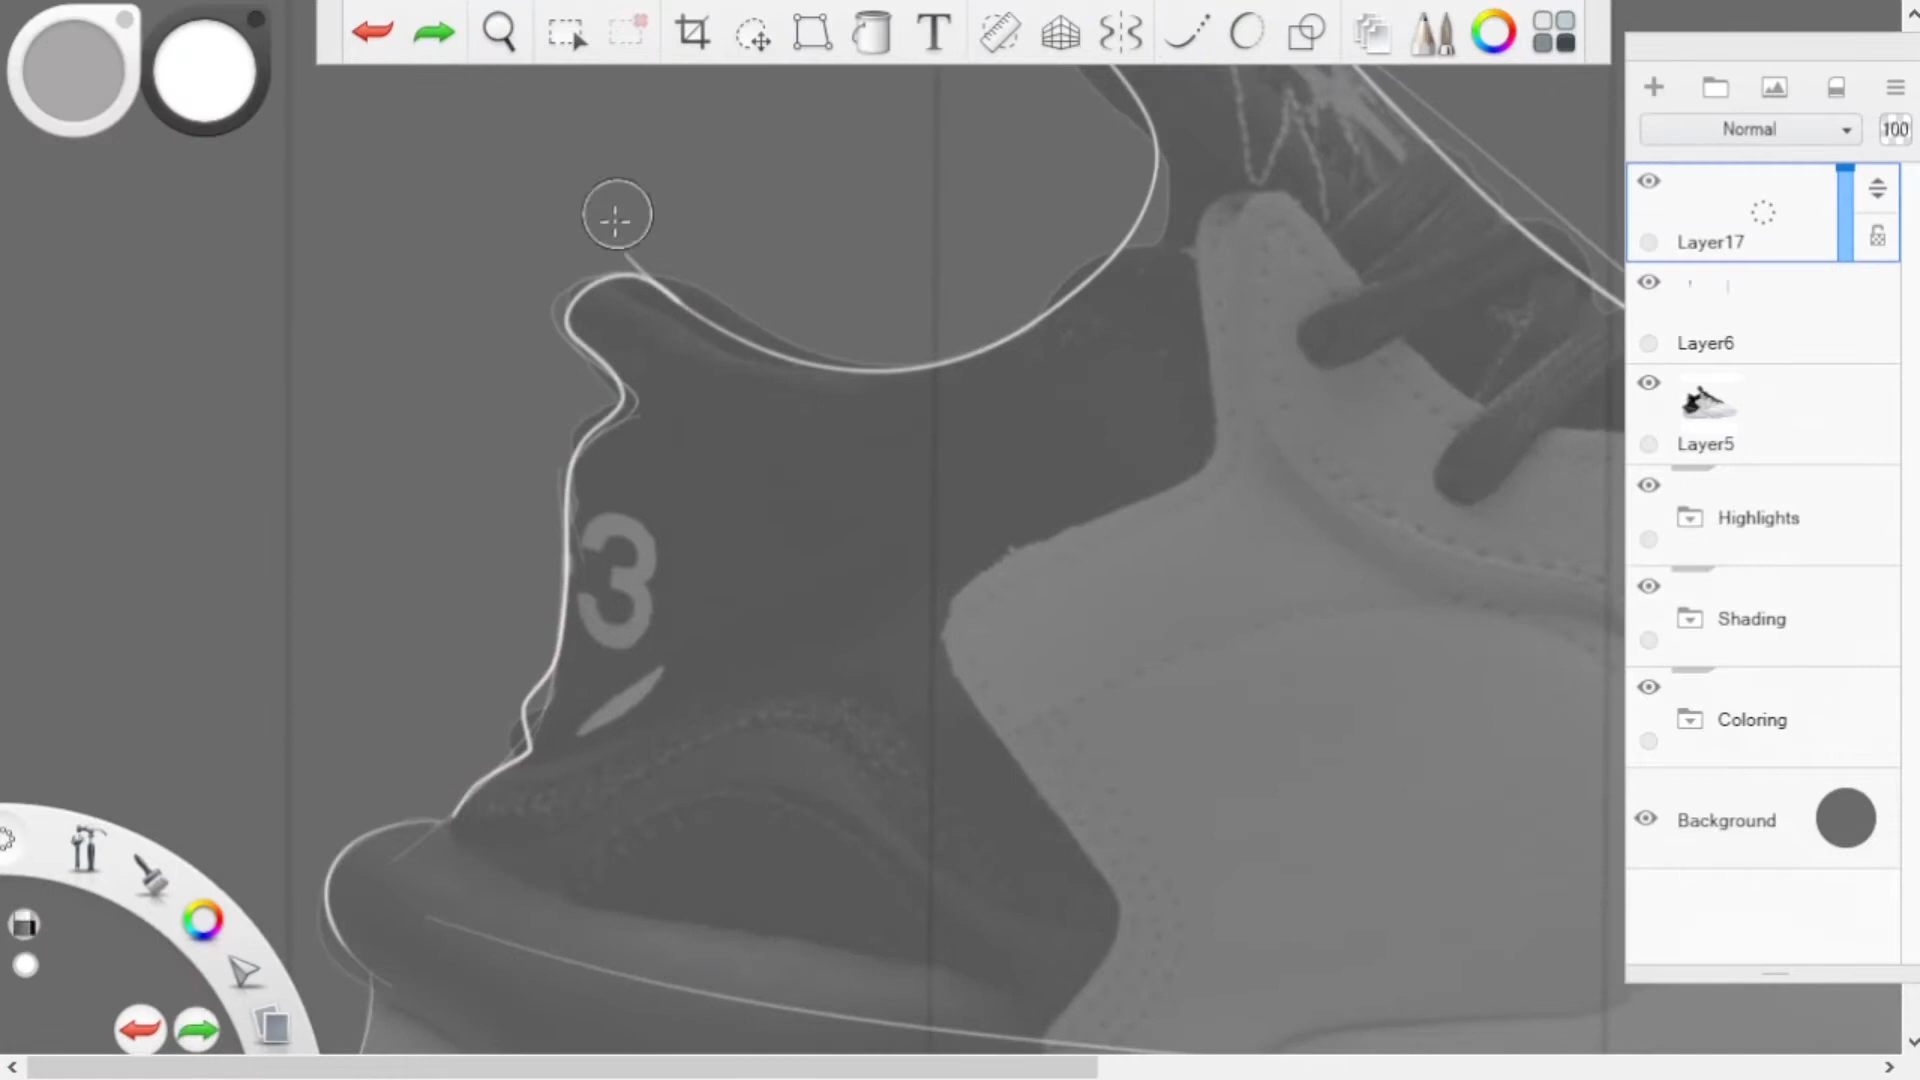 Normal
100
Layer17
Layer6
Layer5
Highlights
Shading
Coloring
Background
3